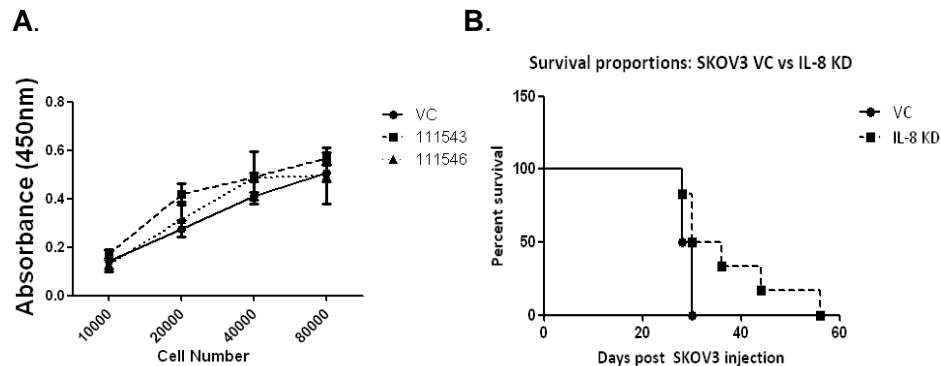 A.
Absorbance (450nm)
0.8
0.6
0.4
0.2
0.0
10000
20000
40000
80000
Cell Number
VC
111543
111546
B.
Survival proportions: SKOV3 VC vs IL-8 KD
Percent survival
150
100
50
0
0
20
40
60
Days post SKOV3 injection
VC
IL-8 KD